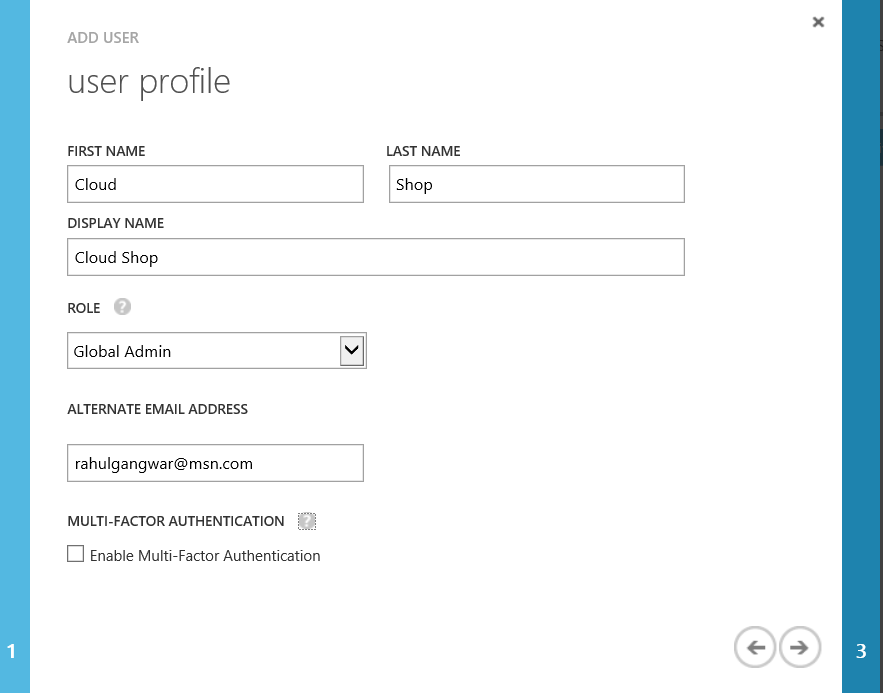 ADD USER
user profile
FIRST NAME LAST NAME
Cloud Shop
DISPLAY NAME
Cloud Shop
ROLE ?
Global Admin
ALTERNATE EMAIL ADDRESS
rahulgangwar@msn.com
MULTI-FACTOR AUTHENTICATION ?
Enable Multi-Factor Authentication
1 3